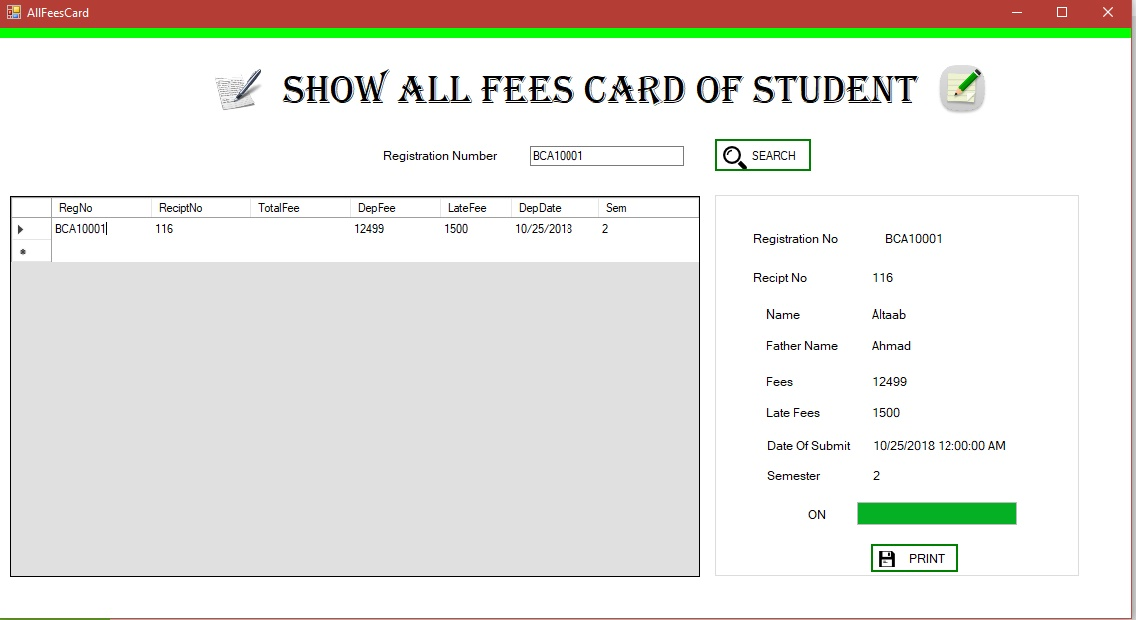 AllFeesCard
SHOW ALL FEES CARD OF STUDENT
Registration Number BCA10001 SEARCH
RegNo ReciptNo TotalFee DepFee LateFee DepDate Sem
BCA10001 116 12499 1500 10/25/2018 2
Registration No BCA10001
Recipt No 116
Name Altaab
Father Name Ahmad
Fees 12499
Late Fees 1500
Date Of Submit 10/25/2018 12:00:00 AM
Semester 2
ON
PRINT